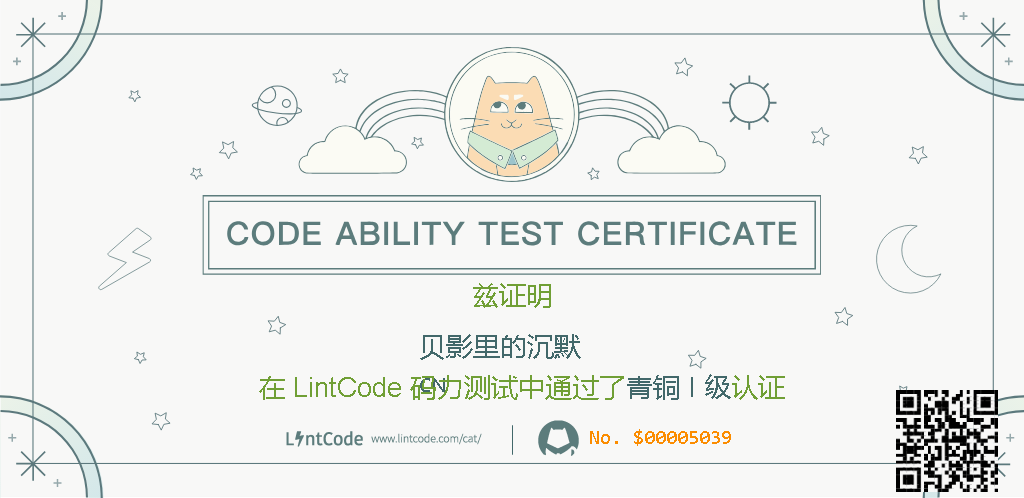 CODE ABILITY TEST CERTIFICATE
兹证明
贝影里的沉默
CN
在 LintCode 码力测试中通过了青铜 I 级认证
LintCode www.lintcode.com/cat/ No. $00005039